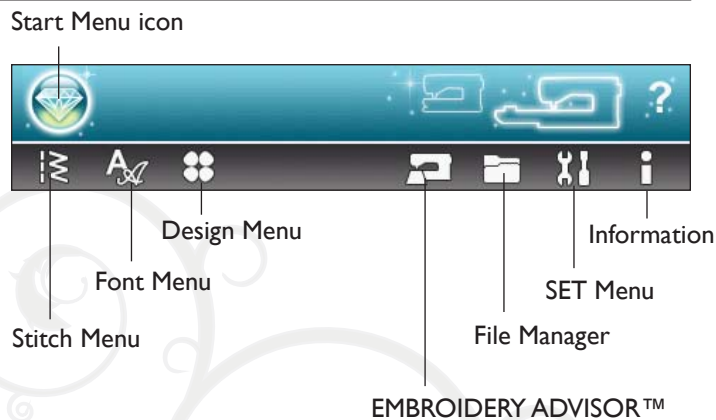 Start Menu icon
?
Design Menu
Information
Font Menu
SET Menu
Stitch Menu
File Manager
EMBROIDERY ADVISOR™